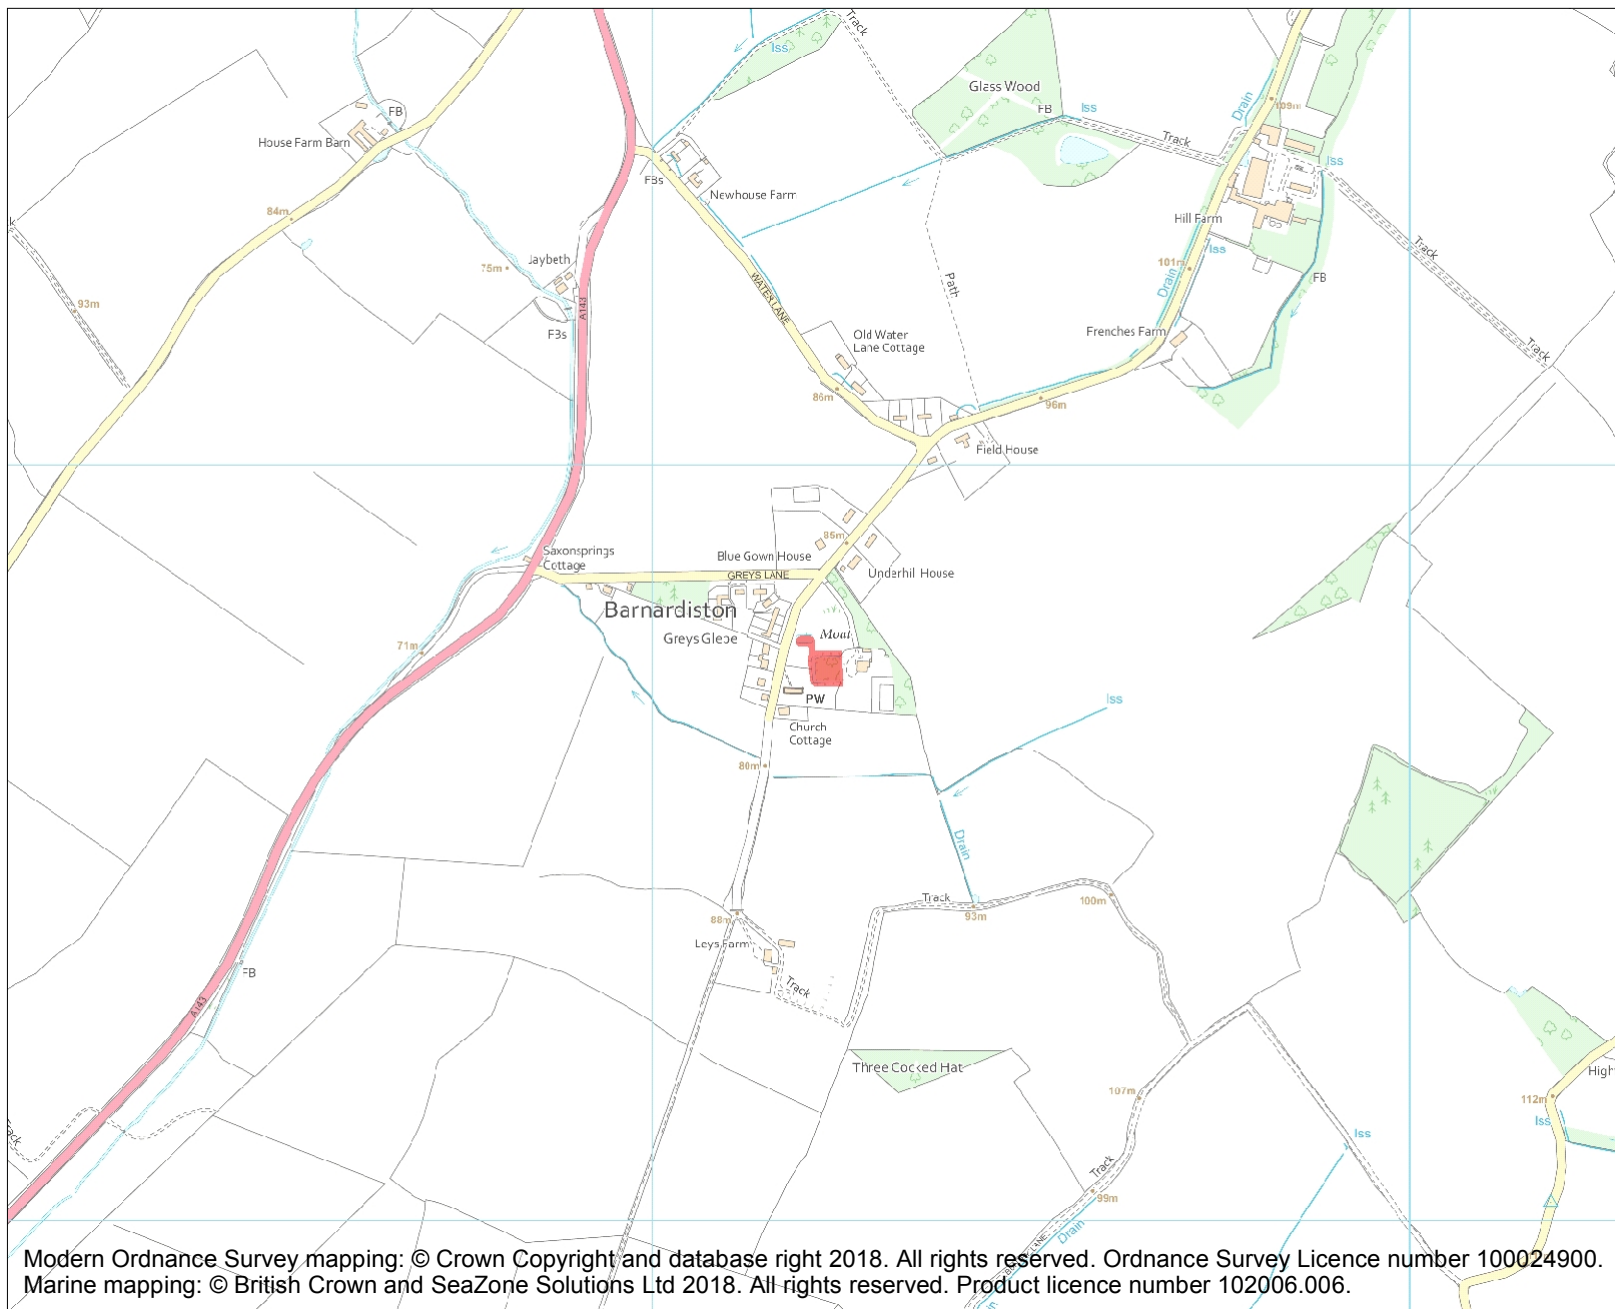 Track
Iss
Glass Wood
FB
Iss
Drain
109m
FB
House Farm Barn
Track
Iss
FBs
Newhouse Farm
84m
Hill Farm
Track
Iss
Jaybeth
75m
101m
Path
Drain
FB
WATER LANE
93m
A143
FBs
Old Water
Lane Cottage
Frenches Farm
Track
86m
96m
Field House
85m
Saxonsprings
Cottage
Blue Gown House
GREYS LANE
Underhill House
Barnardiston
Greys Glebe
Moat
71m
PW
Iss
Church
Cottage
80m
Drain
Track
100m
93m
88m
Leys Farm
FB
Track
A143
Three Cocked Hat
High
107m
112m
Iss
Iss
Track
99m
Drain
LANE
Modern Ordnance Survey mapping: © Crown Copyright and database right 2018. All rights reserved. Ordnance Survey Licence number 100024900.
Marine mapping: © British Crown and SeaZone Solutions Ltd 2018. All rights reserved. Product licence number 102006.006.